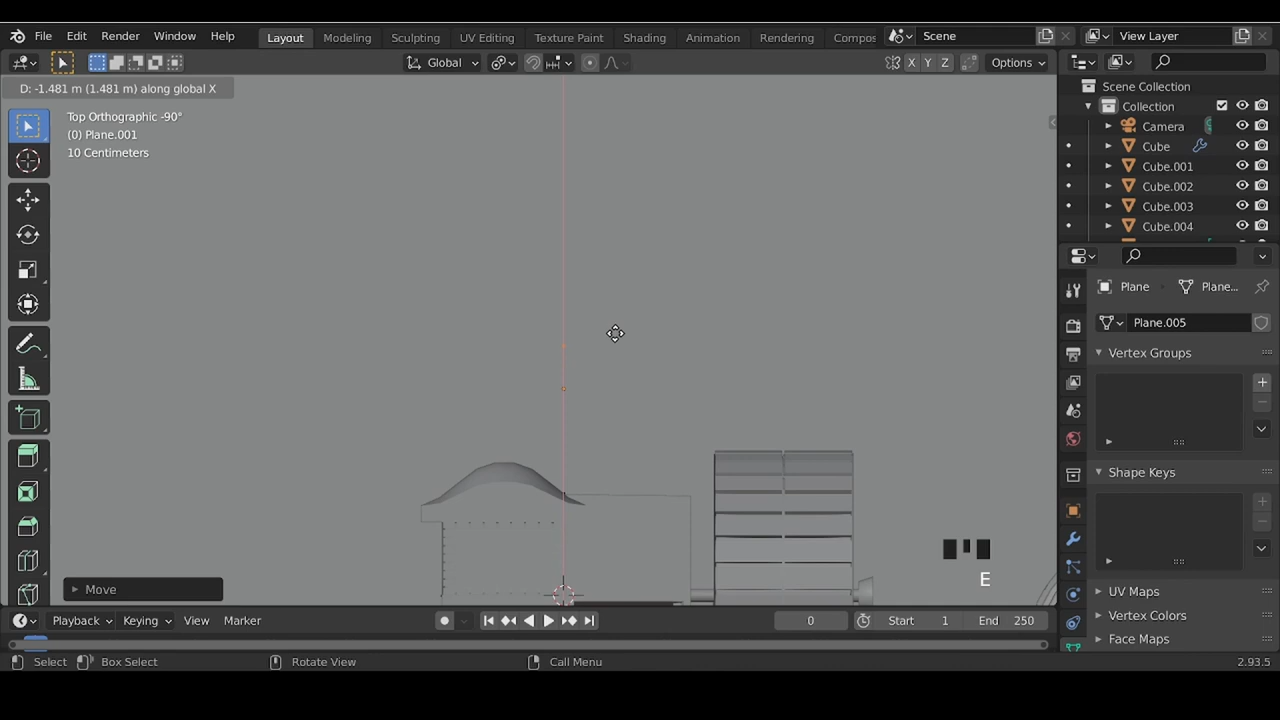 File Edit Render Window Help Layout Modeling Sculpting UV Editing Texture Paint Shading Animation Rendering Compos Scene View Layer
Global X Y Z Options
D: -1.481 m (1.481 m) along global X
Top Orthographic -90°
(0) Plane.001
10 Centimeters
Scene Collection
Collection
Camera
Cube
Cube.001
Cube.002
Cube.003
Cube.004
Plane Plane...
Plane.005
Vertex Groups
Shape Keys
E
Move
UV Maps
Vertex Colors
Face Maps
Playback Keying View Marker 0 Start 1 End 250
Select Box Select Rotate View Call Menu 2.93.5